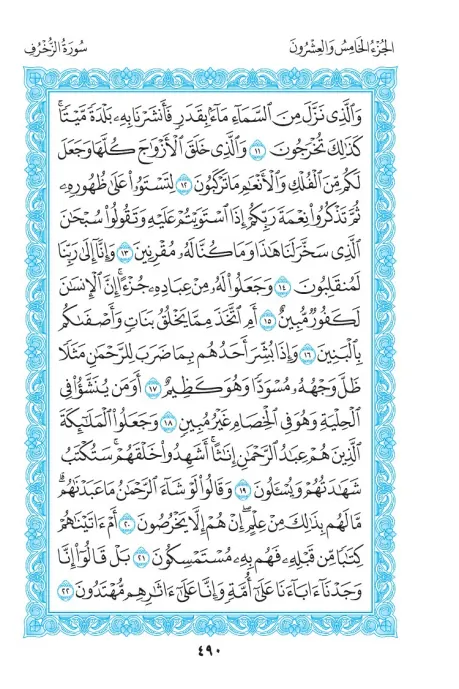 الجُزْءُ الخَامِسُ وَالعِشْرُونَ
سُورَةُ الزُّخْرُفِ
وَالَّذِي نَزَّلَ مِنَ السَّمَاءِ مَاءً بِقَدَرٍ فَأَنشَرْنَا بِهِ بَلْدَةً مَّيْتًا
كَذَٰلِكَ تُخْرَجُونَ ١١ وَالَّذِي خَلَقَ الْأَزْوَاجَ كُلَّهَا وَجَعَلَ
لَكُم مِّنَ الْفُلْكِ وَالْأَنْعَامِ مَا تَرْكَبُونَ ١٢ لِتَسْتَوُوا عَلَىٰ ظُهُورِهِ
ثُمَّ تَذْكُرُوا نِعْمَةَ رَبِّكُمْ إِذَا اسْتَوَيْتُمْ عَلَيْهِ وَتَقُولُوا سُبْحَانَ
الَّذِي سَخَّرَ لَنَا هَٰذَا وَمَا كُنَّا لَهُ مُقْرِنِينَ ١٣ وَإِنَّا إِلَىٰ رَبِّنَا
لَمُنقَلِبُونَ ١٤ وَجَعَلُوا لَهُ مِنْ عِبَادِهِ جُزْءًا إِنَّ الْإِنسَانَ
لَكَفُورٌ مُّبِينٌ ١٥ أَمِ اتَّخَذَ مِمَّا يَخْلُقُ بَنَاتٍ وَأَصْفَاكُم
بِالْبَنِينَ ١٦ وَإِذَا بُشِّرَ أَحَدُهُم بِمَا ضَرَبَ لِلرَّحْمَٰنِ مَثَلًا
ظَلَّ وَجْهُهُ مُسْوَدًّا وَهُوَ كَظِيمٌ ١٧ أَوَمَن يُنَشَّأُ فِي
الْحِلْيَةِ وَهُوَ فِي الْخِصَامِ غَيْرُ مُبِينٍ ١٨ وَجَعَلُوا الْمَلَائِكَةَ
الَّذِينَ هُمْ عِبَادُ الرَّحْمَٰنِ إِنَاثًا أَشَهِدُوا خَلْقَهُمْ سَتُكْتَبُ
شَهَادَتُهُمْ وَيُسْأَلُونَ ١٩ وَقَالُوا لَوْ شَاءَ الرَّحْمَٰنُ مَا عَبَدْنَاهُم
مَّا لَهُم بِذَٰلِكَ مِنْ عِلْمٍ إِنْ هُمْ إِلَّا يَخْرُصُونَ ٢٠ أَمْ آتَيْنَاهُمْ
كِتَابًا مِّن قَبْلِهِ فَهُم بِهِ مُسْتَمْسِكُونَ ٢١ بَلْ قَالُوا إِنَّا
وَجَدْنَا آبَاءَنَا عَلَىٰ أُمَّةٍ وَإِنَّا عَلَىٰ آثَارِهِم مُّهْتَدُونَ ٢٢
٤٩٠